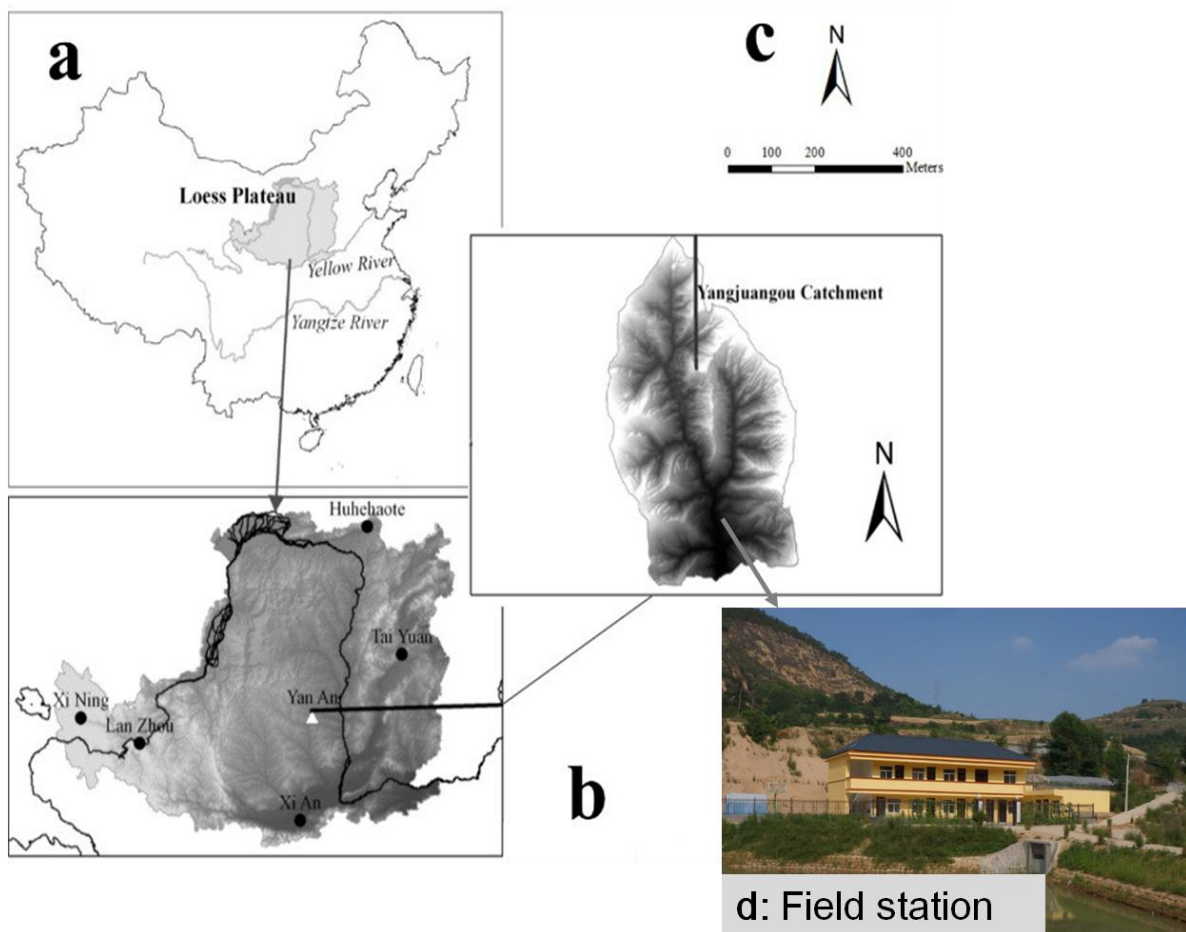 a
Loess Plateau
Yellow River
Yangtze River
c
N
0 100 200 400
Meters
Yangjuangou Catchment
N
Huhehaote
Tai Yuan
Yan An
Xi Ning
Lan Zhou
Xi An
b
d: Field station